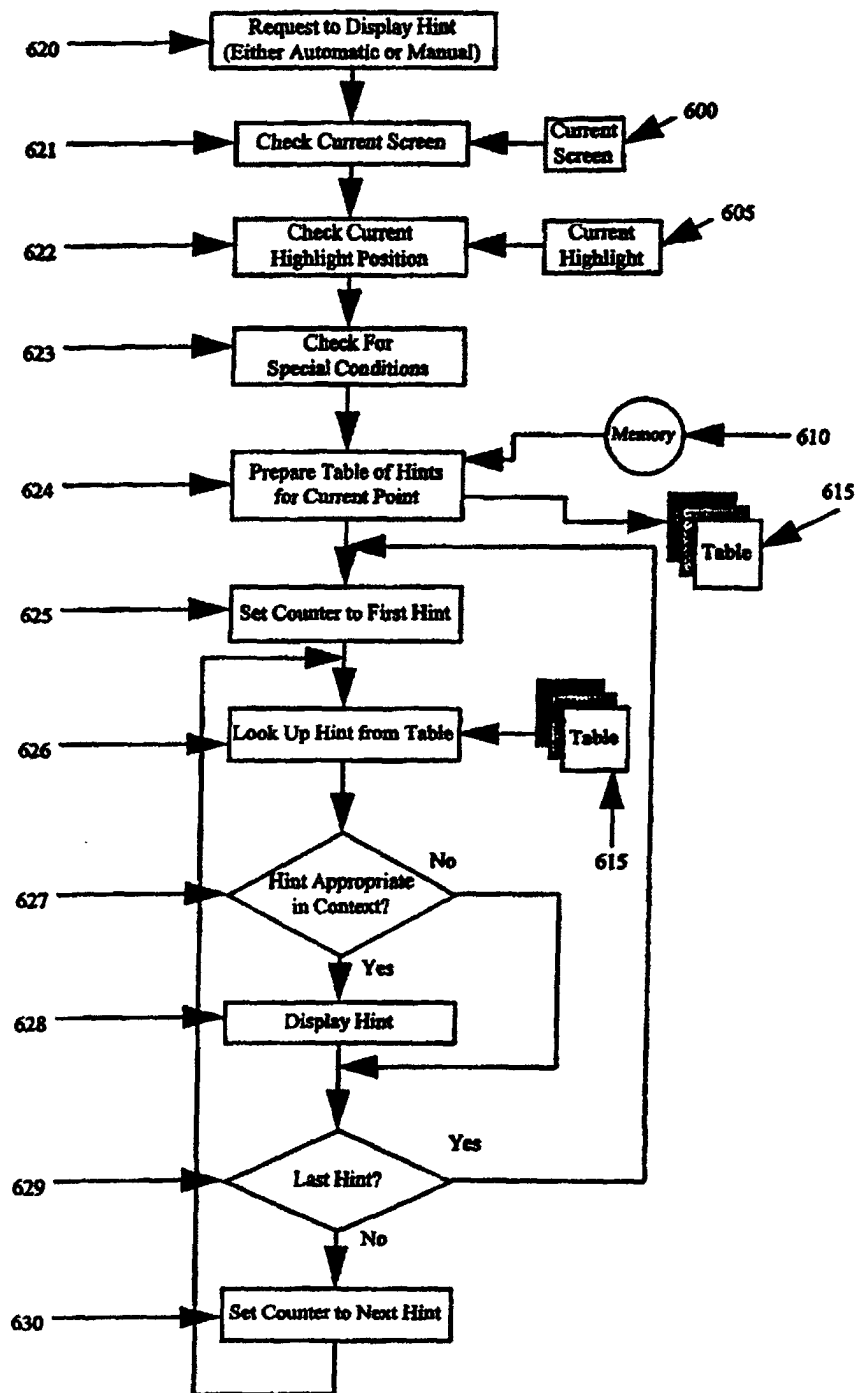 620
Request to Display Hint
(Either Automatic or Manual)
621
Check Current Screen
Current
Screen
600
622
Check Current
Highlight Position
Current
Highlight
605
623
Check For
Special Conditions
Memory
610
624
Prepare Table of Hints
for Current Point
Table
615
625
Set Counter to First Hint
626
Look Up Hint from Table
Table
615
627
Hint Appropriate
in Context?
No
Yes
628
Display Hint
629
Last Hint?
Yes
No
630
Set Counter to Next Hint